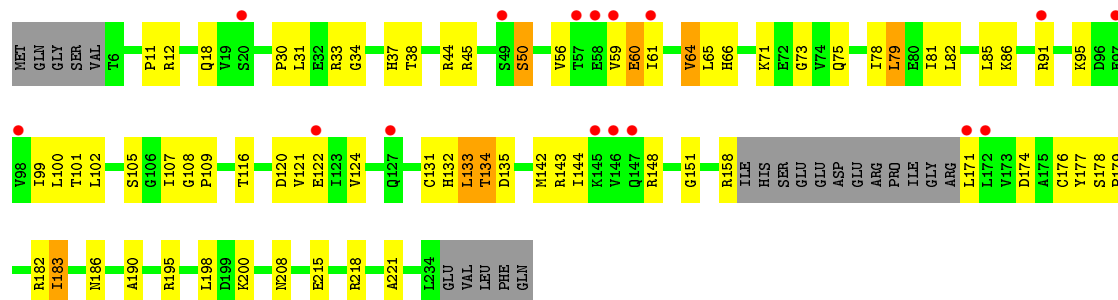 MET GLN GLY SER VAL T6 P11 R12 Q18 V19 S20 P30 L31 E32 R33 G34 H37 T38 R44 R45 S49 S50 V56 T57 E58 V59 E60 I61 V64 L65 H66 K71 E72 G73 V74 Q75 I78 L79 E80 I81 L82 L85 K86 R91 K95 D96 E97
V98 I99 L100 T101 L102 S105 G106 I107 G108 P109 T116 D120 V121 E122 I123 V124 Q127 C131 H132 L133 T134 D135 M142 R143 I144 K145 V146 Q147 R148 G151 R158 ILE HIS SER GLU GLU ASP GLU ARG PRO ILE GLY ARG L171 L172 V173 D174 A175 C176 Y177 S178 P179
R182 I183 N186 A190 R195 L198 D199 K200 N208 E215 R218 A221 L234 GLU VAL LEU PHE GLN